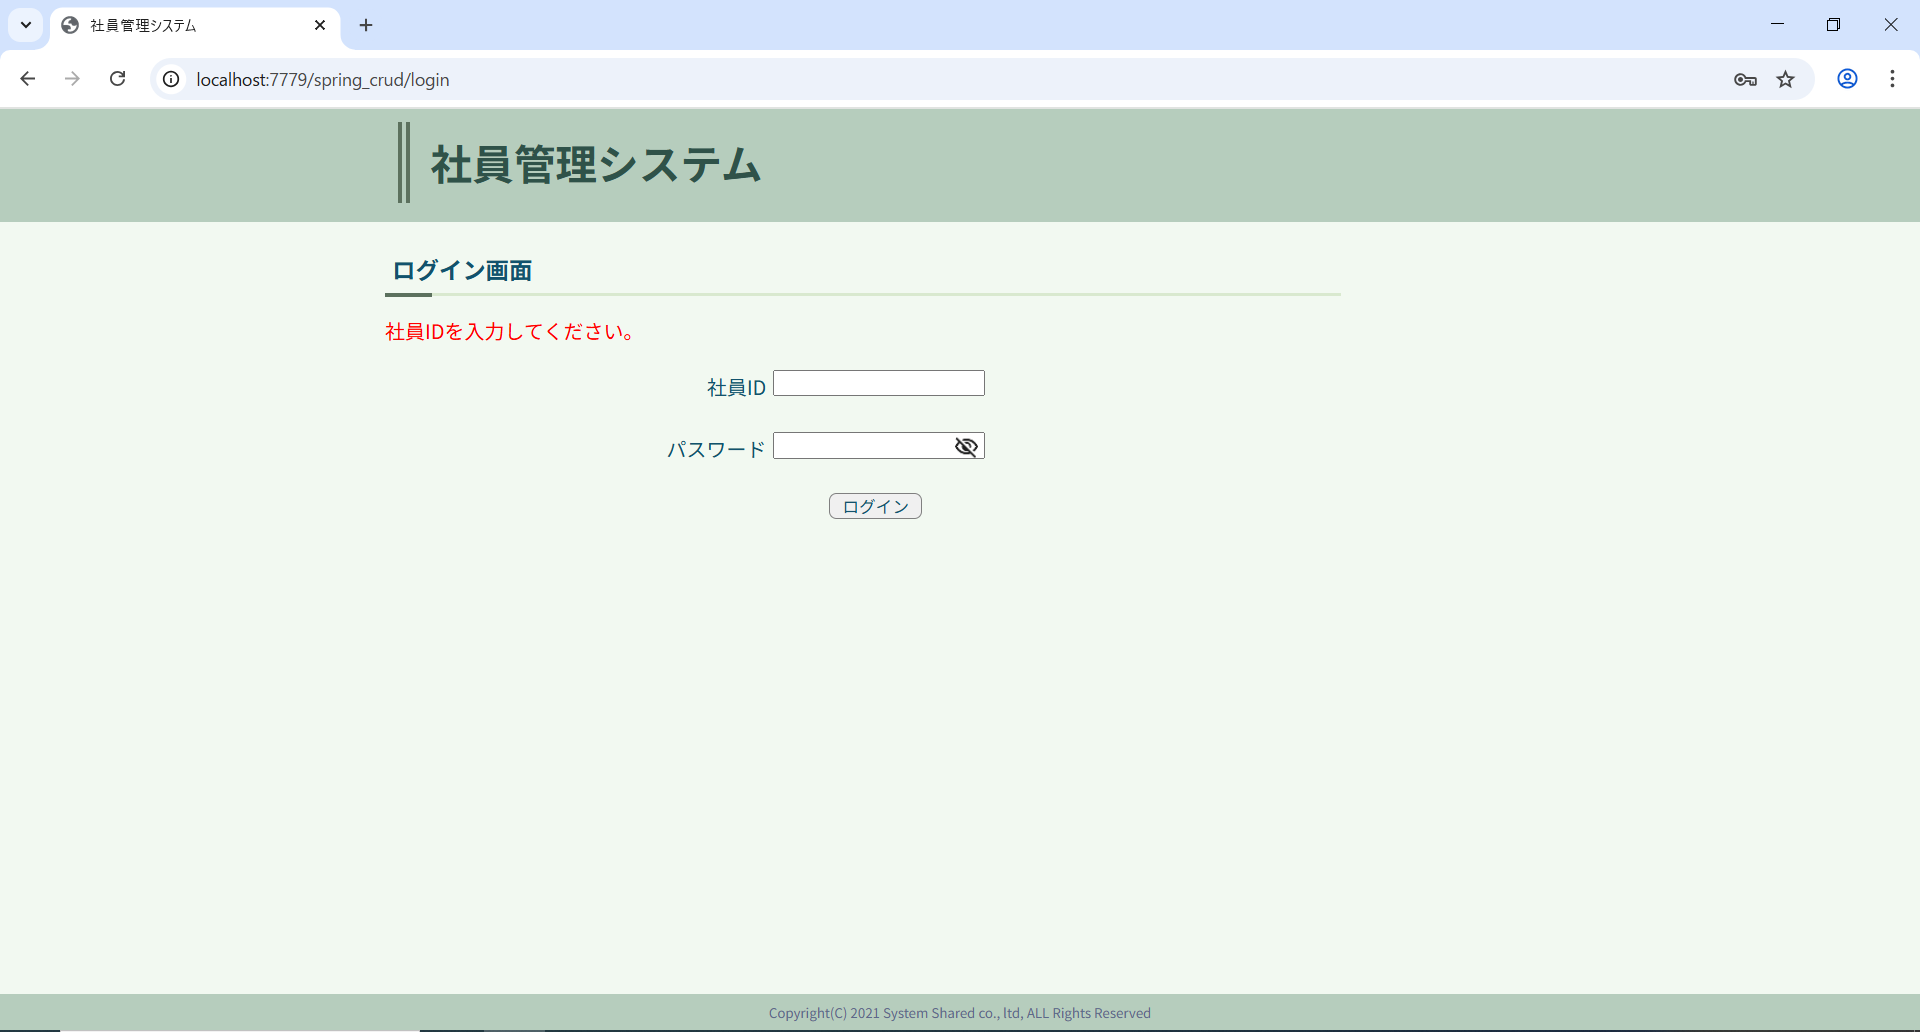 社員管理システム
localhost:7779/spring_crud/login
社員管理システム
ログイン画面
社員IDを入力してください。
社員ID
パスワード
ログイン
Copyright(C) 2021 System Shared co., ltd, ALL Rights Reserved